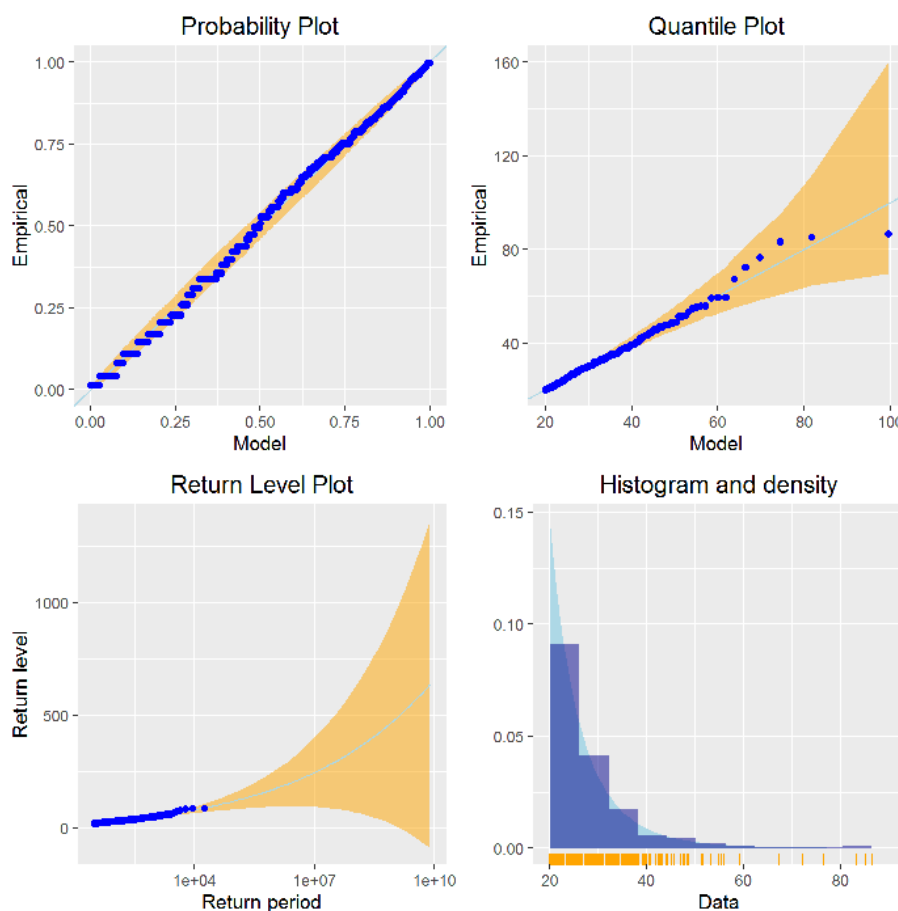 Probability Plot
1.00
0.75
0.50
0.25
0.00
Empirical
0.00 0.25 0.50 0.75 1.00
Model
Quantile Plot
160
120
80
40
Empirical
20 40 60 80 100
Model
Return Level Plot
1000
500
0
Return level
1e+04 1e+07 1e+10
Return period
Histogram and density
0.15
0.10
0.05
0.00
20 40 60 80
Data